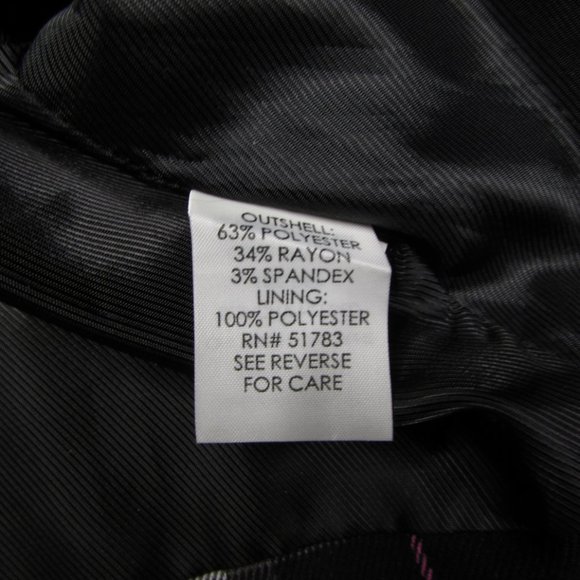 OUTSHELL:
63% POLYESTER
34% RAYON
3% SPANDEX
LINING:
100% POLYESTER
RN# 51783
SEE REVERSE
FOR CARE